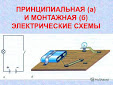 ПРИНЦИПИАЛЬНАЯ (а)
И МОНТАЖНАЯ (б)
ЭЛЕКТРИЧЕСКИЕ СХЕМЫ